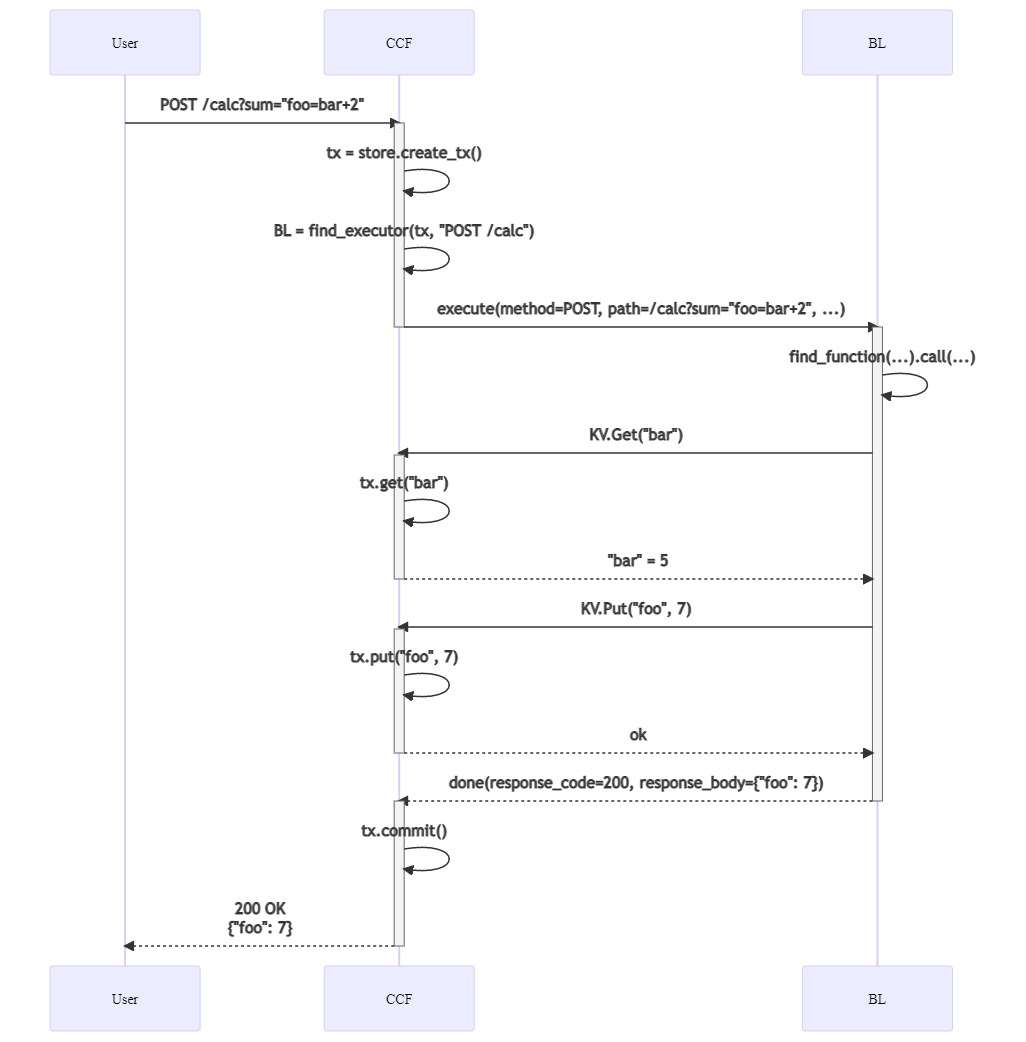 User
CCF
BL
POST /calc?sum="foo=bar+2"
tx = store.create_tx()
BL = find_executor(tx, "POST /calc")
execute(method=POST, path=/calc?sum="foo=bar+2", ...)
find_function(...).call(...)
KV.Get("bar")
tx.get("bar")
"bar" = 5
KV.Put("foo", 7)
tx.put("foo", 7)
ok
done(response_code=200, response_body={"foo": 7})
tx.commit()
200 OK
{"foo": 7}
User
CCF
BL